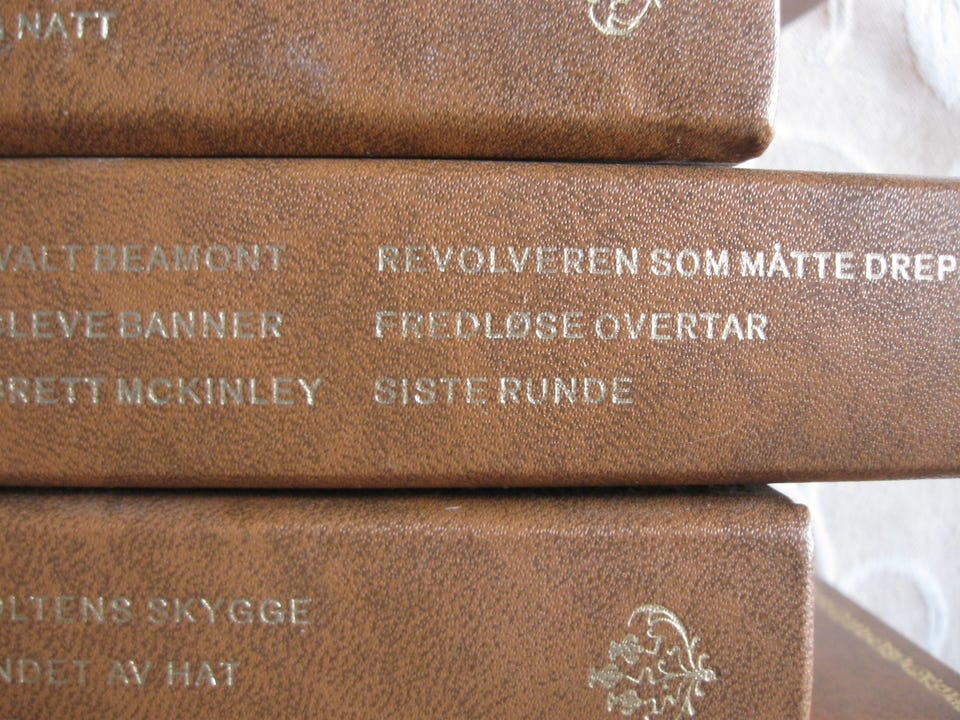 NATT
WALT BEAMONT REVOLVEREN SOM MÅTTE DREP
CLEVE BANNER FREDLØSE OVERTAR
BRETT MCKINLEY SISTE RUNDE
OLTENS SKYGGE
NDET AV HAT